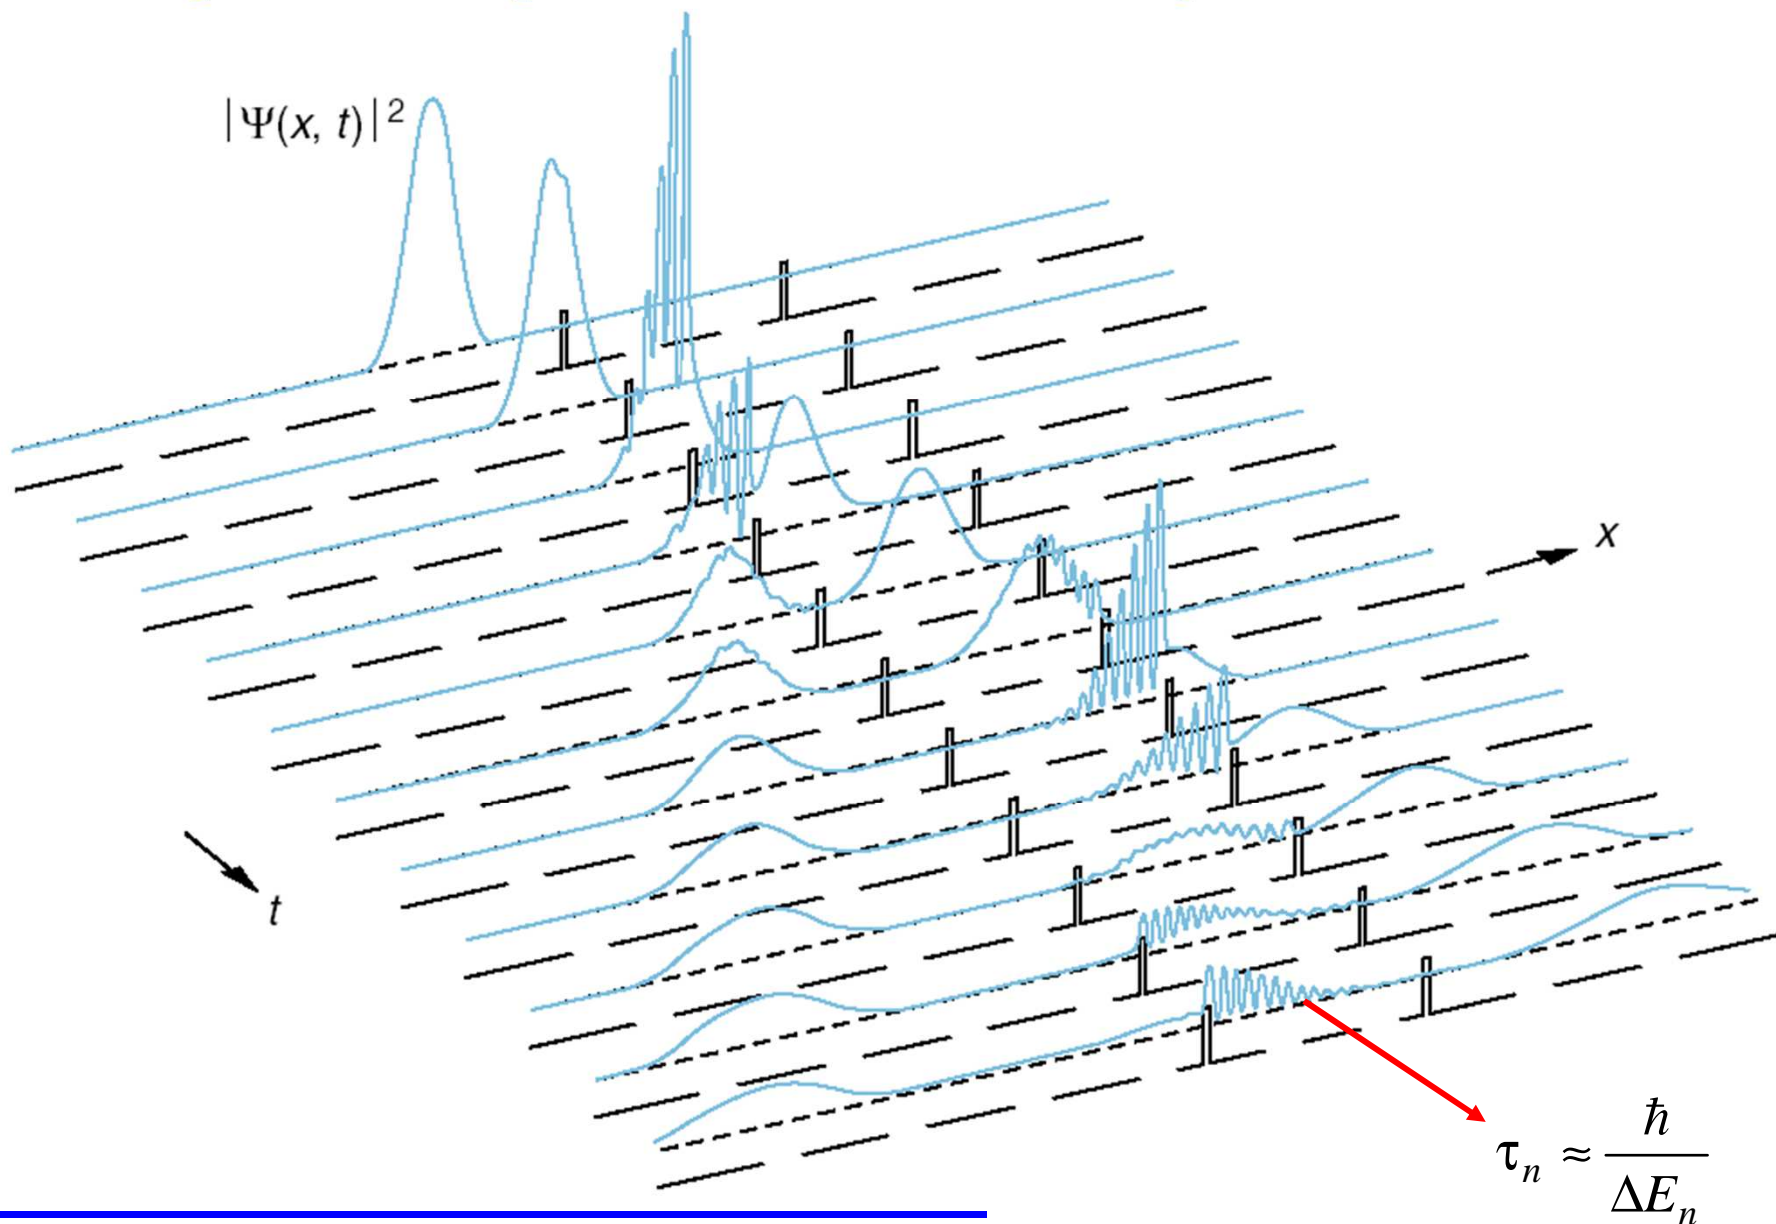 |Ψ(x, t)|²
x
t
τₙ ≈ ħ / ΔEₙ